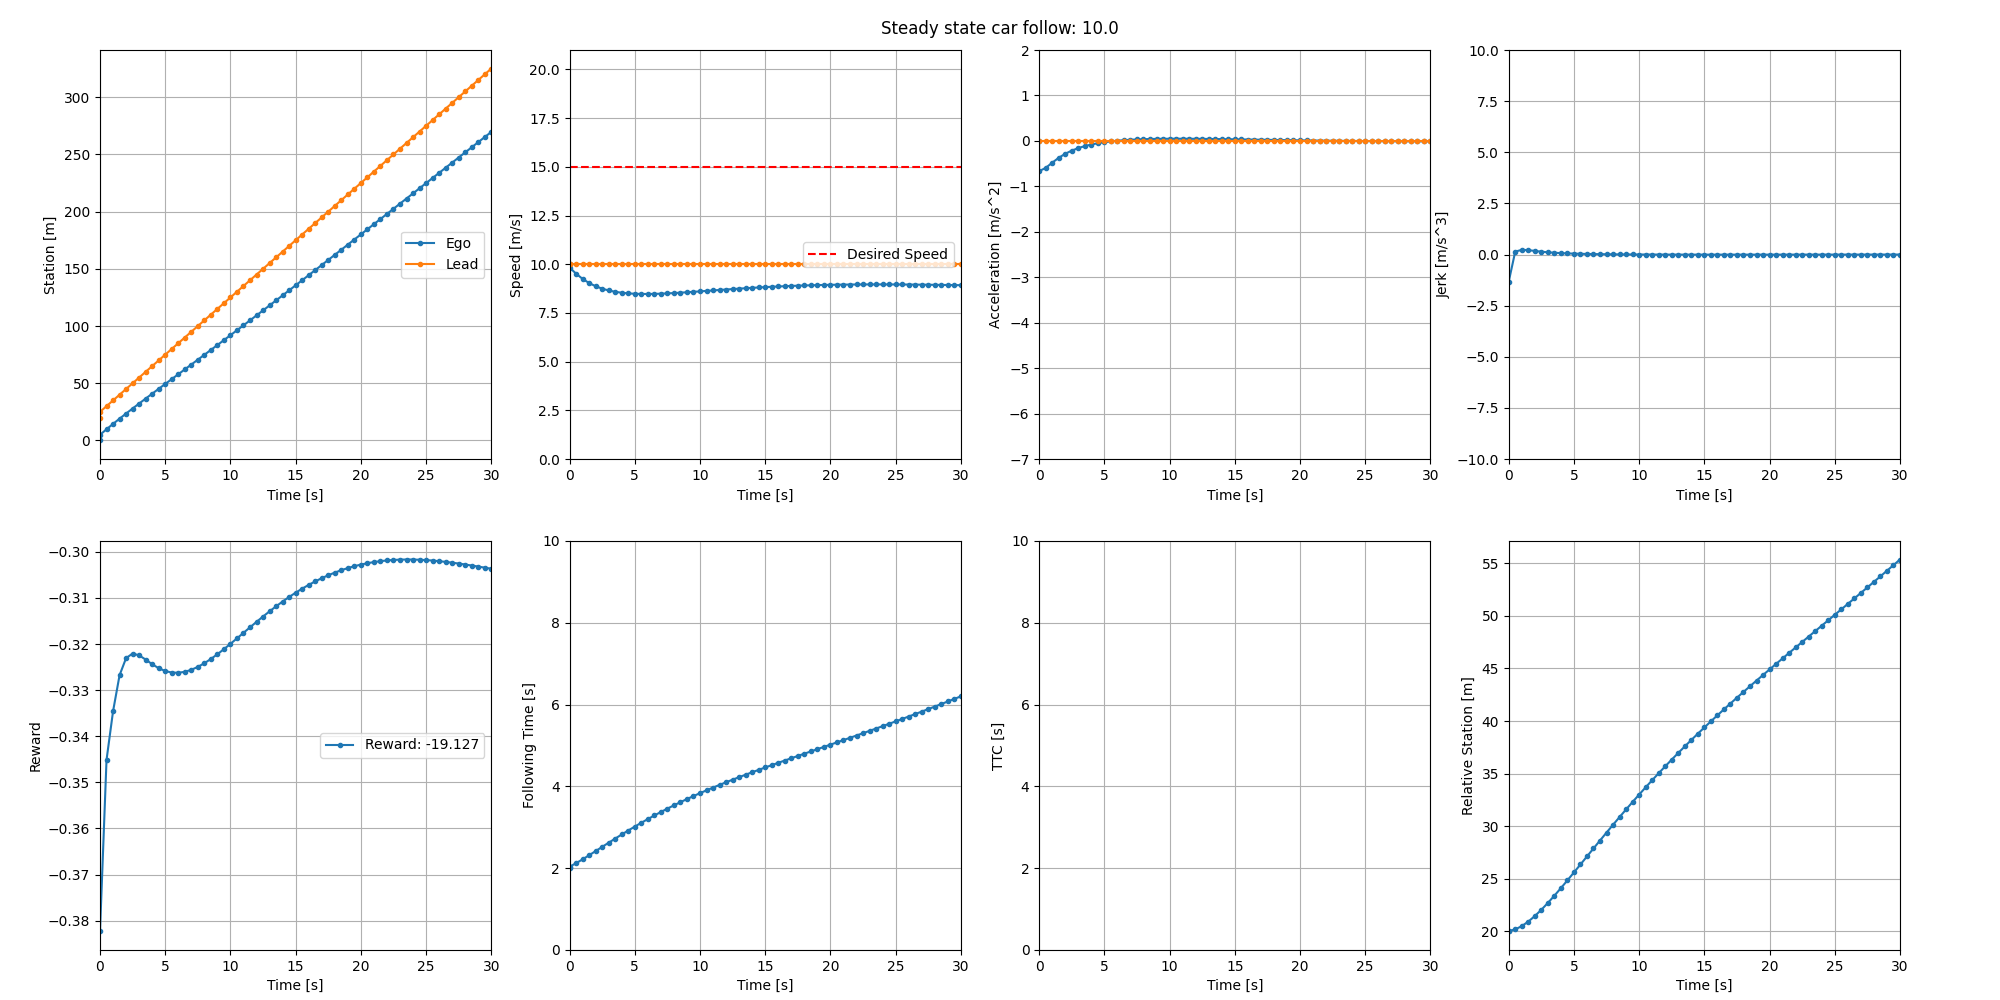 Steady state car follow: 10.0
Station [m]
300
250
200
150
100
50
0
Ego
Lead
0 5 10 15 20 25 30
Time [s]
Speed [m/s]
20.0
17.5
15.0
12.5
10.0
7.5
5.0
2.5
0.0
Desired Speed
0 5 10 15 20 25 30
Time [s]
Acceleration [m/s^2]
2
1
0
−1
−2
−3
−4
−5
−6
−7
0 5 10 15 20 25 30
Time [s]
Jerk [m/s^3]
10.0
7.5
5.0
2.5
0.0
−2.5
−5.0
−7.5
−10.0
0 5 10 15 20 25 30
Time [s]
Reward
−0.30
−0.31
−0.32
−0.33
−0.34
−0.35
−0.36
−0.37
−0.38
Reward: -19.127
0 5 10 15 20 25 30
Time [s]
Following Time [s]
10
8
6
4
2
0
0 5 10 15 20 25 30
Time [s]
TTC [s]
10
8
6
4
2
0
0 5 10 15 20 25 30
Time [s]
Relative Station [m]
55
50
45
40
35
30
25
20
0 5 10 15 20 25 30
Time [s]